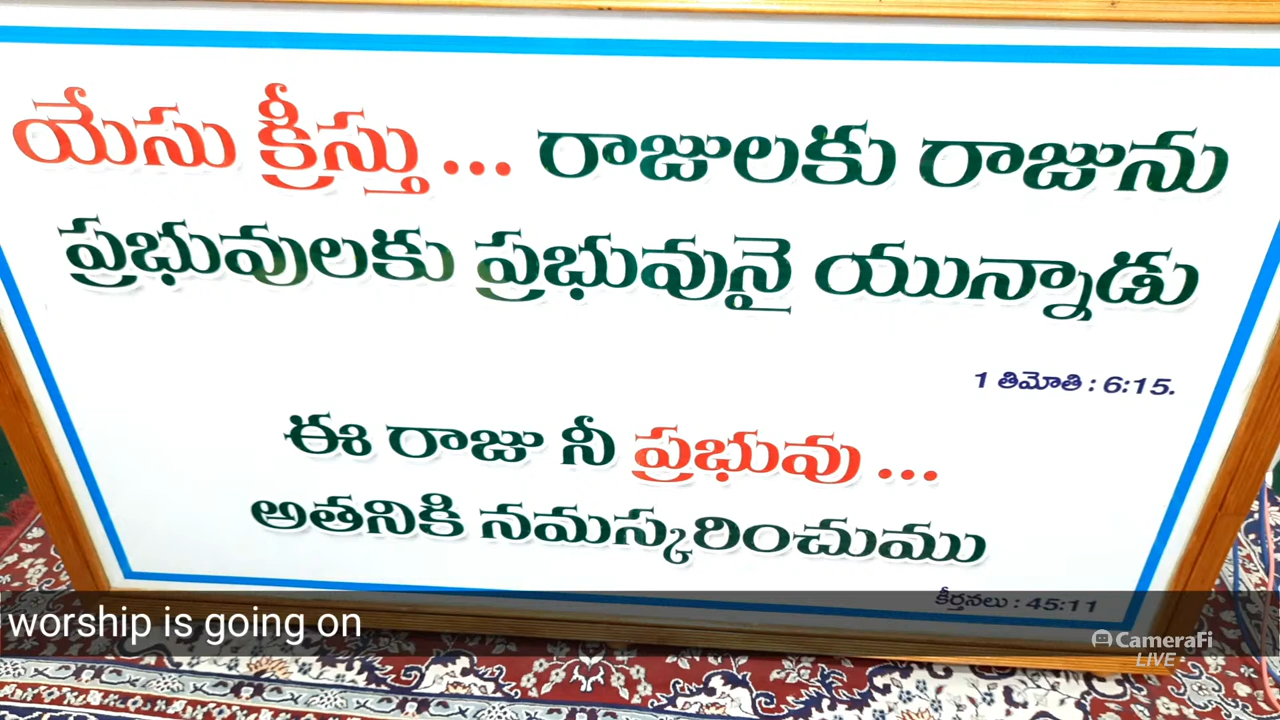 యేసు క్రీస్తు... రాజులకు రాజును
ప్రభువులకు ప్రభువునై యున్నాడు
1 తిమోతి : 6:15.
ఈ రాజు నీ ప్రభువు...
అతనికి నమస్కరించుము
కీర్తనలు : 45:11
worship is going on
CameraFi
LIVE